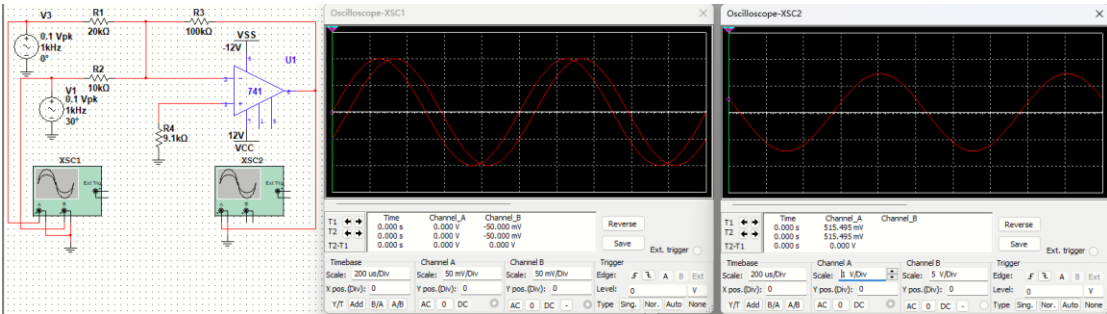 V3
R1
20kΩ
R3
100kΩ
0.1 Vpk
1kHz
0°
VSS
-12V
U1
R2
10kΩ
V1
0.1 Vpk
1kHz
30°
741
R4
9.1kΩ
12V
VCC
XSC1
Ext Trig
A B
XSC2
Ext Trig
A B
Oscilloscope-XSC1
T1
T2
T2-T1
Time Channel_A Channel_B
0.000 s 0.000 V -50.000 mV
0.000 s 0.000 V -50.000 mV
0.000 s 0.000 V 0.000 V
Reverse
Save
Ext. trigger
Timebase
Scale: 200 us/Div
X pos.(Div): 0
Y/T Add B/A A/B
Channel A
Scale: 50 mV/Div
Y pos.(Div): 0
AC 0 DC
Channel B
Scale: 50 mV/Div
Y pos.(Div): 0
AC 0 DC -
Trigger
Edge: A B Ext
Level: 0 V
Type Sing. Nor. Auto None
Oscilloscope-XSC2
T1
T2
T2-T1
Time Channel_A Channel_B
0.000 s 515.495 mV
0.000 s 515.495 mV
0.000 s 0.000 V
Reverse
Save
Ext. trigger
Timebase
Scale: 200 us/Div
X pos.(Div): 0
Y/T Add B/A A/B
Channel A
Scale: 1 V/Div
Y pos.(Div): 0
AC 0 DC
Channel B
Scale: 5 V/Div
Y pos.(Div): 0
AC 0 DC -
Trigger
Edge: A B Ext
Level: 0 V
Type Sing. Nor. Auto None